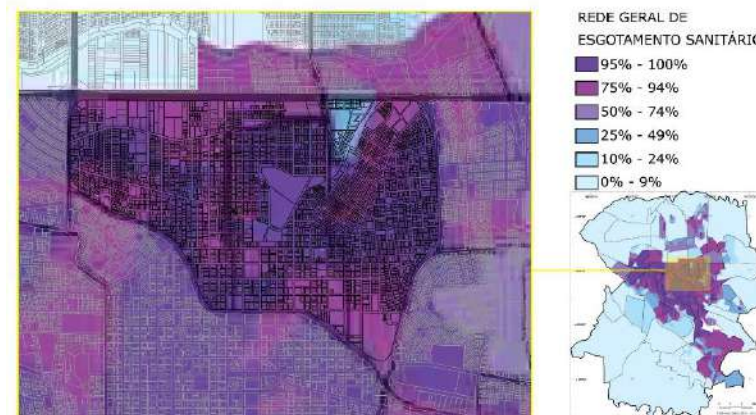 REDE GERAL DE
ESGOTAMENTO SANITÁRIO
95% - 100%
75% - 94%
50% - 74%
25% - 49%
10% - 24%
0% - 9%